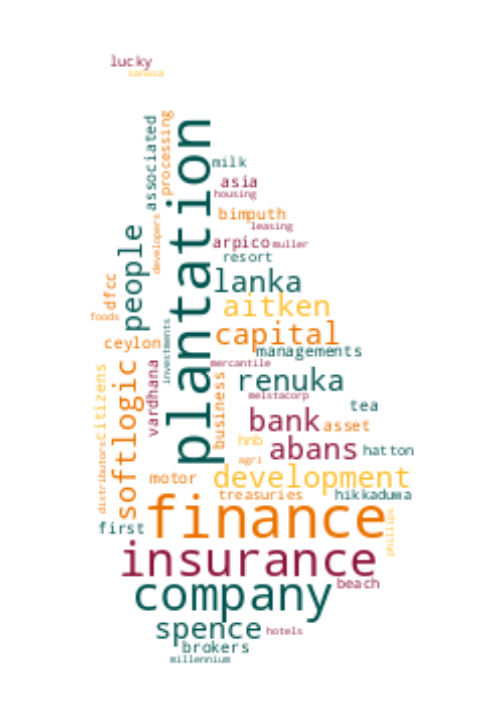 lucky
sanasa
plantation
associated
processing
milk
asia
housing
people
developers
bimputh
leasing
arpico
muller
resort
lanka
dfcc
foods
aitken
capital
ceylon
investments
managements
mercantile
vardhana
renuka
melstacorp
citizens
softlogic
business
tea
bank
asset
hnb
abans
hatton
agri
distributors
motor
development
treasuries
hikkaduwa
first
finance
phillips
insurance
company
beach
spence
hotels
brokers
millennium